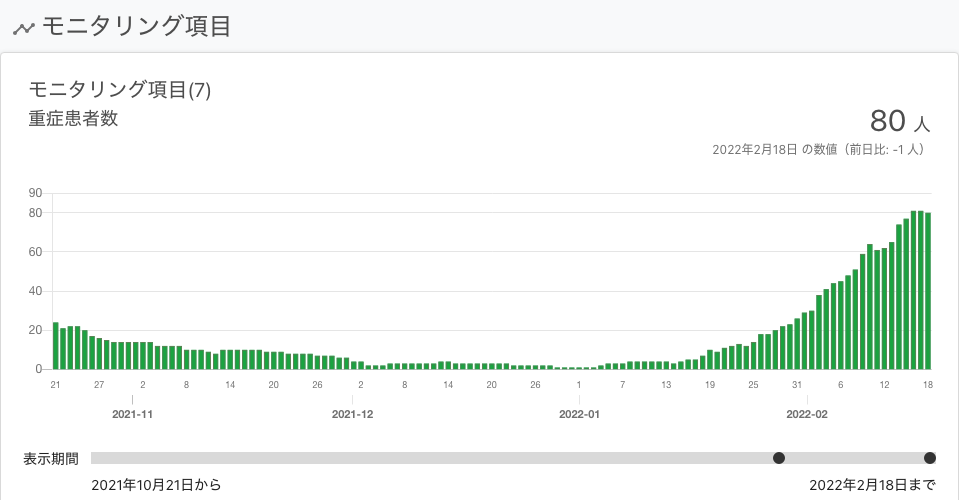 モニタリング項目
モニタリング項目(7)
重症患者数
80 人
2022年2月18日 の数値（前日比: -1 人）
90
80
60
40
20
0
21 27 2 8 14 20 26 2 8 14 20 26 1 7 13 19 25 31 6 12 18
2021-11 2021-12 2022-01 2022-02
表示期間
2021年10月21日から 2022年2月18日まで